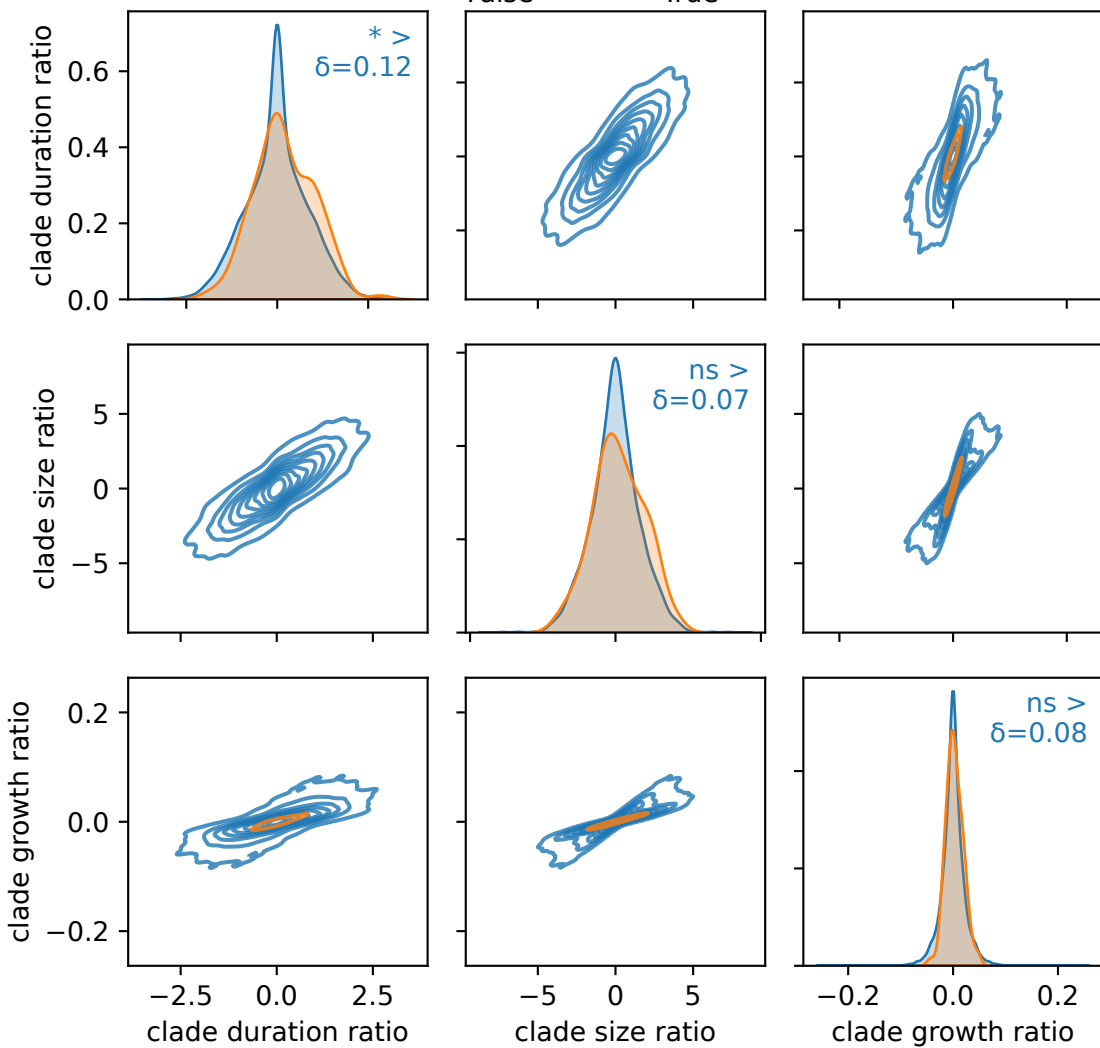 True
clade duration ratio
0.6
0.4
0.2
0.0
* >
δ=0.12
clade size ratio
5
0
−5
ns >
δ=0.07
clade growth ratio
0.2
0.0
−0.2
ns >
δ=0.08
−2.5 0.0 2.5
−5 0 5
−0.2 0.0 0.2
clade duration ratio
clade size ratio
clade growth ratio